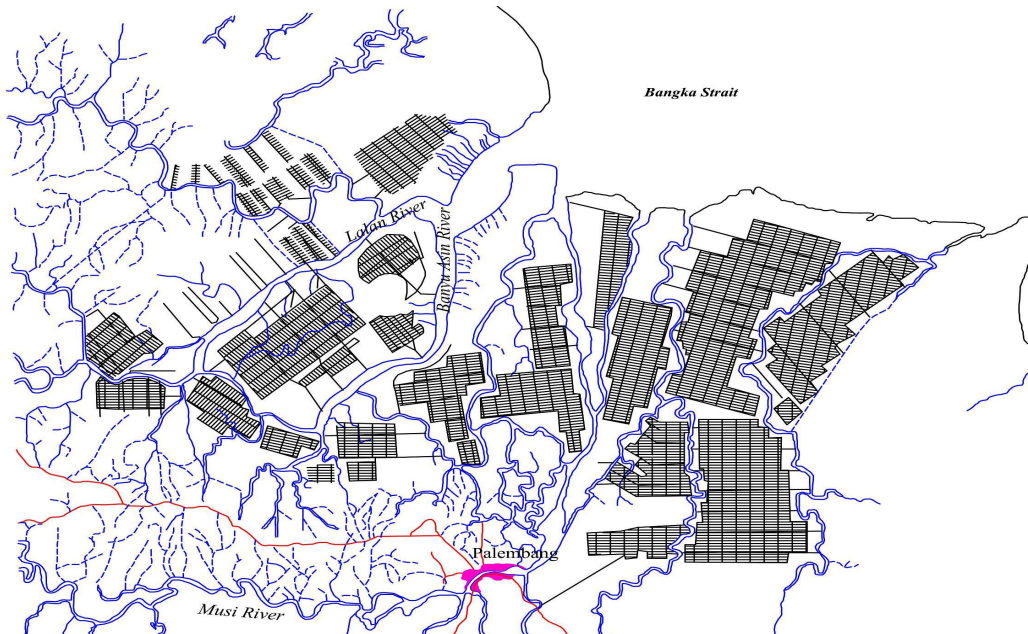 Bangka Strait
Lalan River
Banyu Asin River
Palembang
Musi River